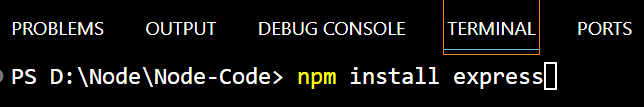 PROBLEMS OUTPUT DEBUG CONSOLE TERMINAL PORTS
PS D:\Node\Node-Code> npm install express